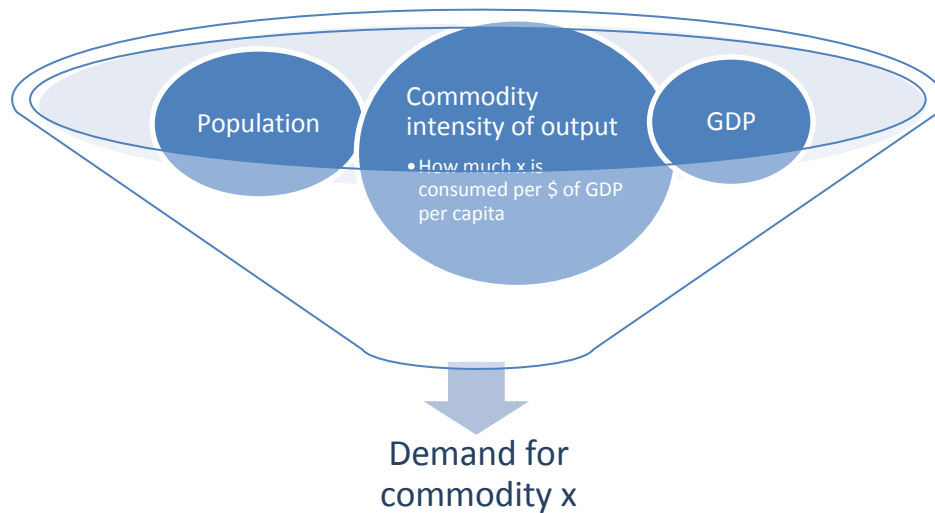 Population
Commodity
intensity of output
•How much x is
consumed per $ of GDP
per capita
GDP
Demand for
commodity x